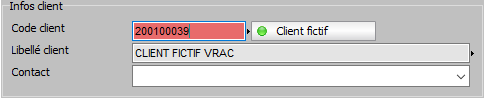 Infos client
Code client 200100039 Client fictif
Libellé client CLIENT FICTIF VRAC
Contact